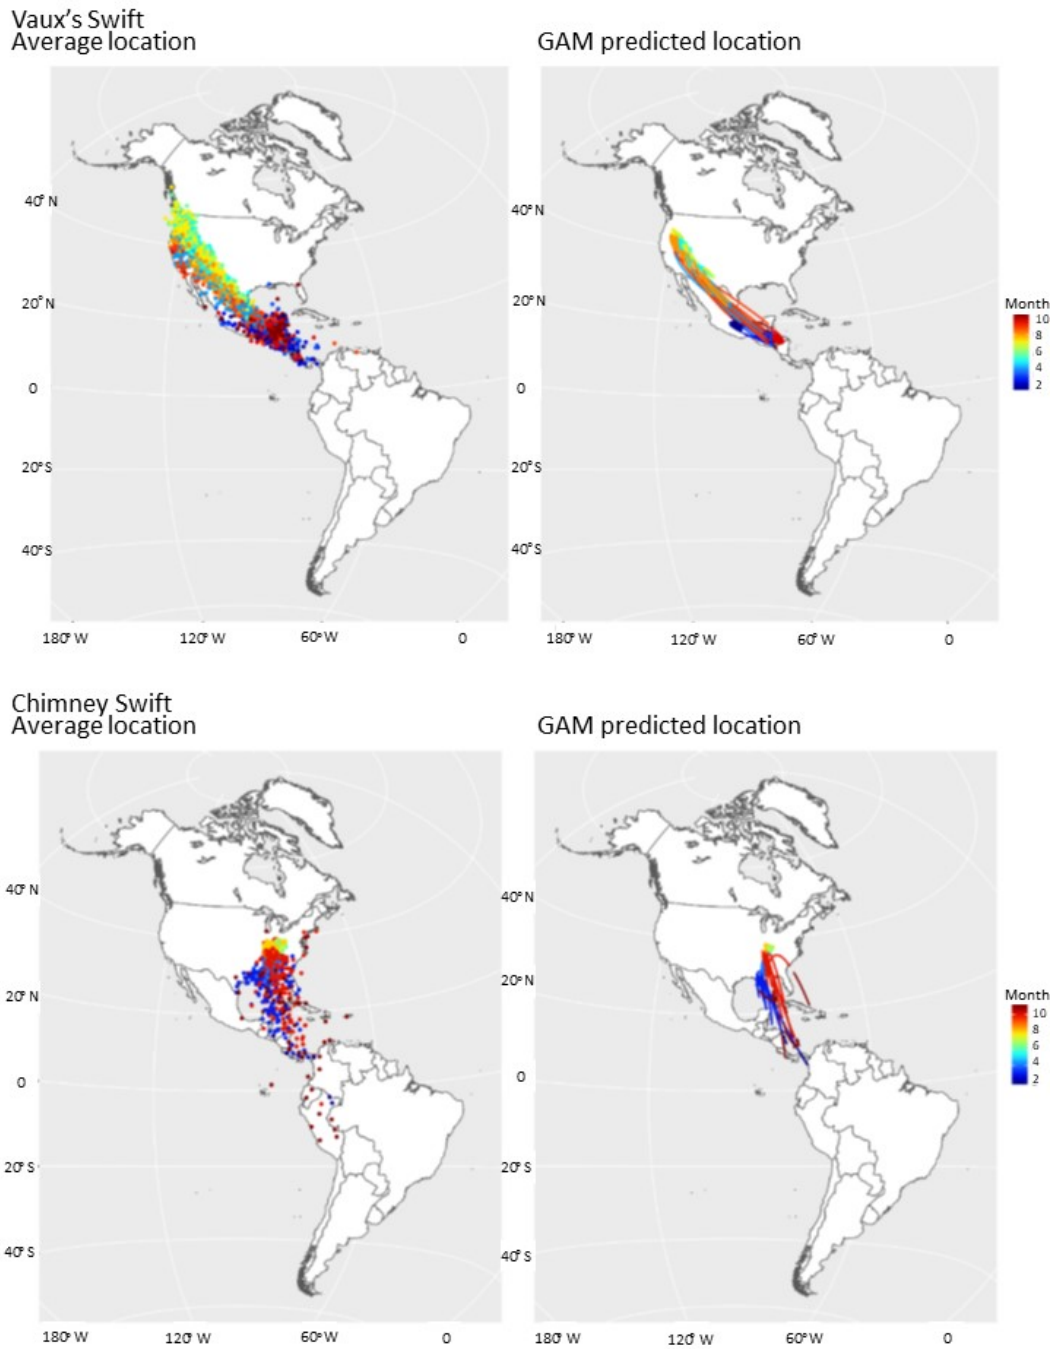 Vaux's Swift
Average location
GAM predicted location
40° N
20° N
0
20° S
40° S
180° W
120° W
60° W
0
40° N
20° N
0
20° S
40° S
180° W
120° W
60° W
0
Month
10
8
6
4
2
Chimney Swift
Average location
GAM predicted location
40° N
20° N
0
20° S
40° S
180° W
120° W
60° W
0
40° N
20° N
0
20° S
40° S
180° W
120° W
60° W
0
Month
10
8
6
4
2